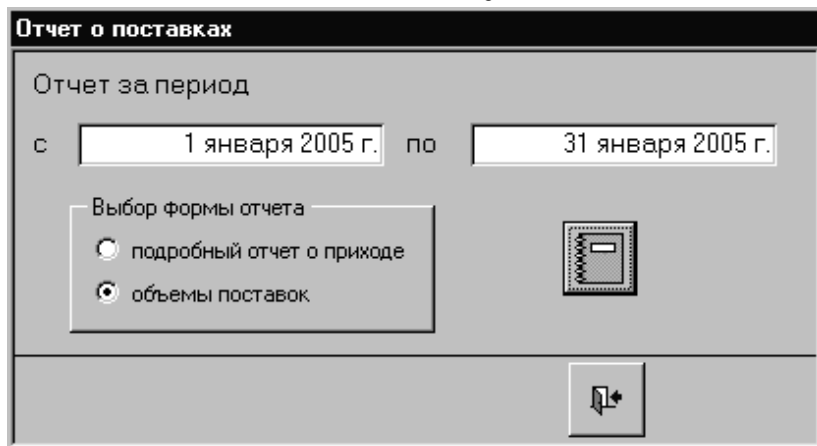 Отчет о поставках
Отчет за период
с 1 января 2005 г. по 31 января 2005 г.
Выбор формы отчета
подробный отчет о приходе
объемы поставок